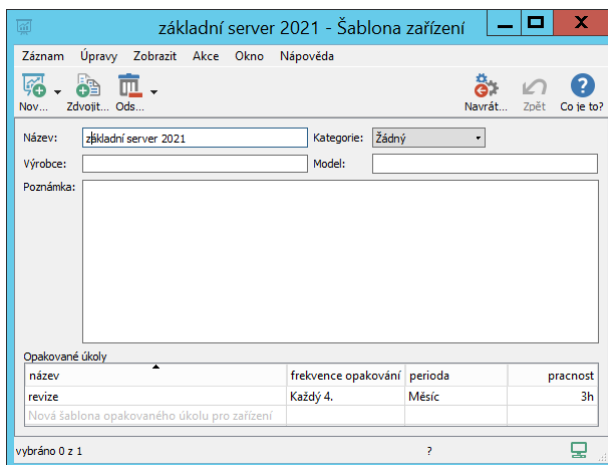 základní server 2021 - Šablona zařízení
Záznam Úpravy Zobrazit Akce Okno Nápověda
Nov... Zdvojit... Ods... Navrát... Zpět Co je to?
Název: základní server 2021 Kategorie: Žádný
Výrobce: Model:
Poznámka:
Opakované úkoly
název frekvence opakování perioda pracnost
revize Každý 4. Měsíc 3h
Nová šablona opakovaného úkolu pro zařízení
vybráno 0 z 1 ?